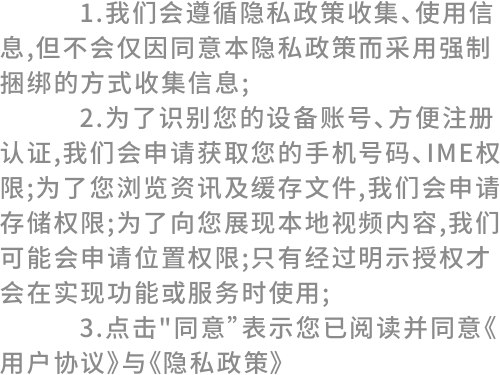 1.我们会遵循隐私政策收集、使用信
息,但不会仅因同意本隐私政策而采用强制
捆绑的方式收集信息;
2.为了识别您的设备账号、方便注册
认证,我们会申请获取您的手机号码、IME权
限;为了您浏览资讯及缓存文件,我们会申请
存储权限;为了向您展现本地视频内容,我们
可能会申请位置权限;只有经过明示授权才
会在实现功能或服务时使用;
3.点击"同意”表示您已阅读并同意《
用户协议》与《隐私政策》